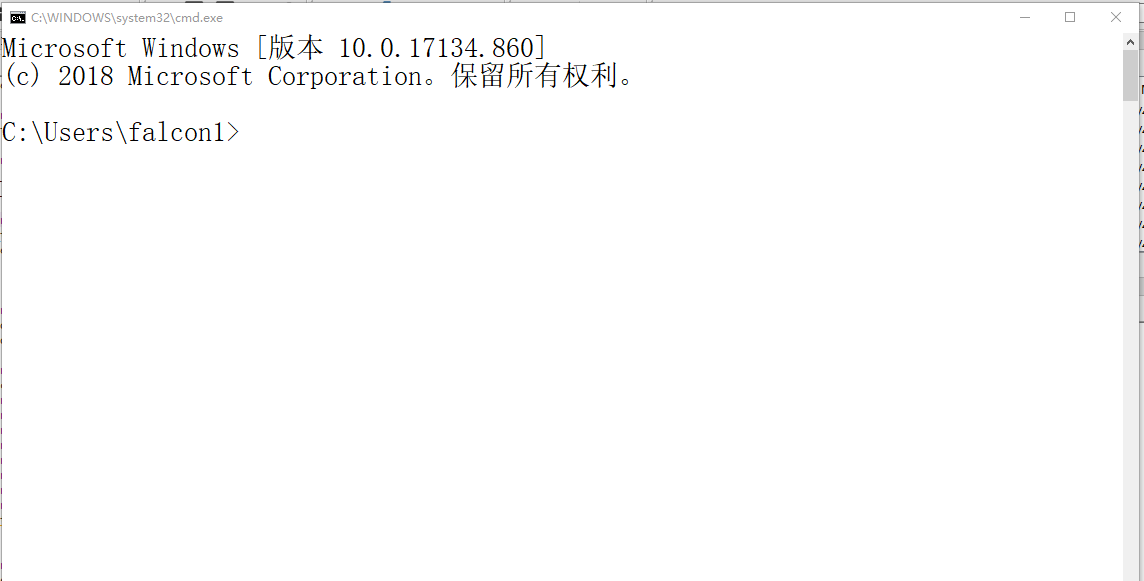 C:\WINDOWS\system32\cmd.exe
Microsoft Windows [版本 10.0.17134.860]
(c) 2018 Microsoft Corporation。保留所有权利。
C:\Users\falcon1>